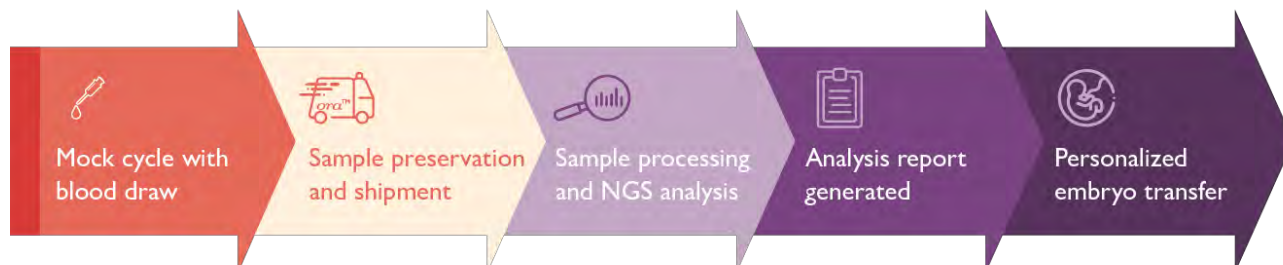 Mock cycle with
blood draw
ora™
Sample preservation
and shipment
Sample processing
and NGS analysis
Analysis report
generated
Personalized
embryo transfer